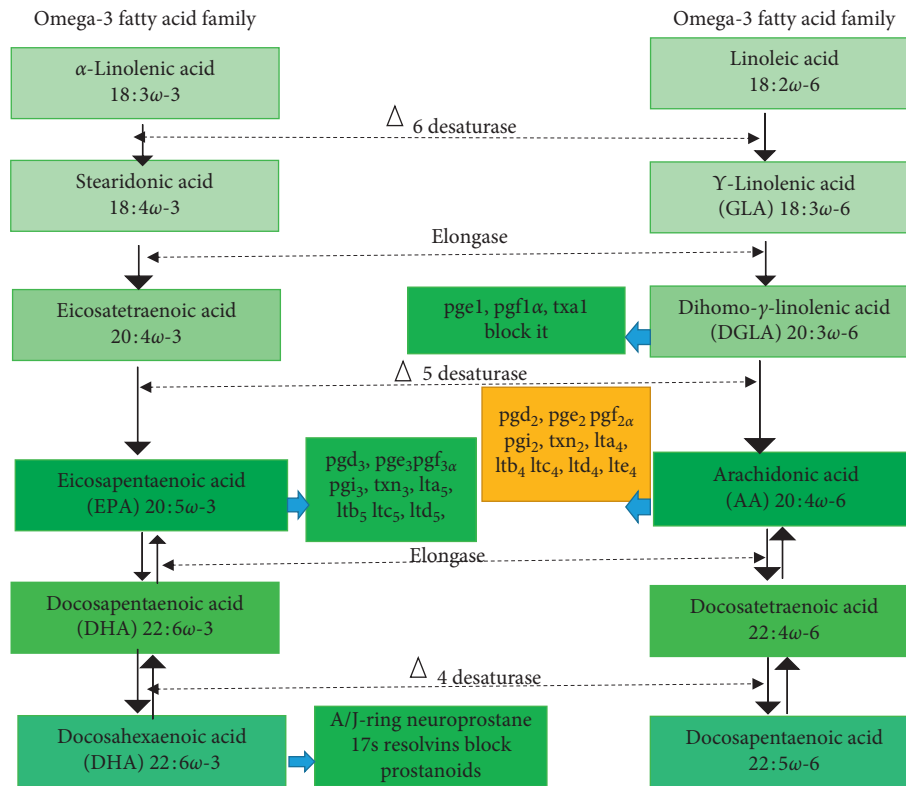 Omega-3 fatty acid family
Omega-3 fatty acid family
α-Linolenic acid
18:3ω-3
Linoleic acid
18:2ω-6
△ 6 desaturase
Stearidonic acid
18:4ω-3
ϒ-Linolenic acid
(GLA) 18:3ω-6
Elongase
Eicosatetraenoic acid
20:4ω-3
pge1, pgf1α, txa1
block it
Dihomo-γ-linolenic acid
(DGLA) 20:3ω-6
△ 5 desaturase
Eicosapentaenoic acid
(EPA) 20:5ω-3
pgd₃, pge₃pgf₃α
pgi₃, txn₃, lta₅,
ltb₅ ltc₅, ltd₅,
pgd₂, pge₂ pgf₂α
pgi₂, txn₂, lta₄,
ltb₄ ltc₄, ltd₄, lte₄
Arachidonic acid
(AA) 20:4ω-6
Elongase
Docosapentaenoic acid
(DHA) 22:6ω-3
Docosatetraenoic acid
22:4ω-6
△ 4 desaturase
Docosahexaenoic acid
(DHA) 22:6ω-3
A/J-ring neuroprostane
17s resolvins block
prostanoids
Docosapentaenoic acid
22:5ω-6